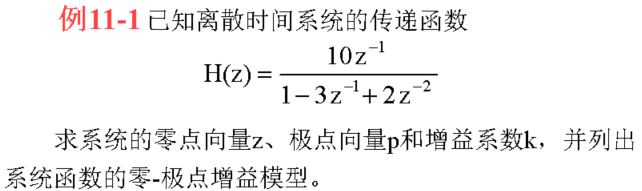 例11-1 已知离散时间系统的传递函数
H(z) = \frac{10z^{-1}}{1-3z^{-1}+2z^{-2}}
求系统的零点向量z、极点向量p和增益系数k，并列出
系统函数的零-极点增益模型。